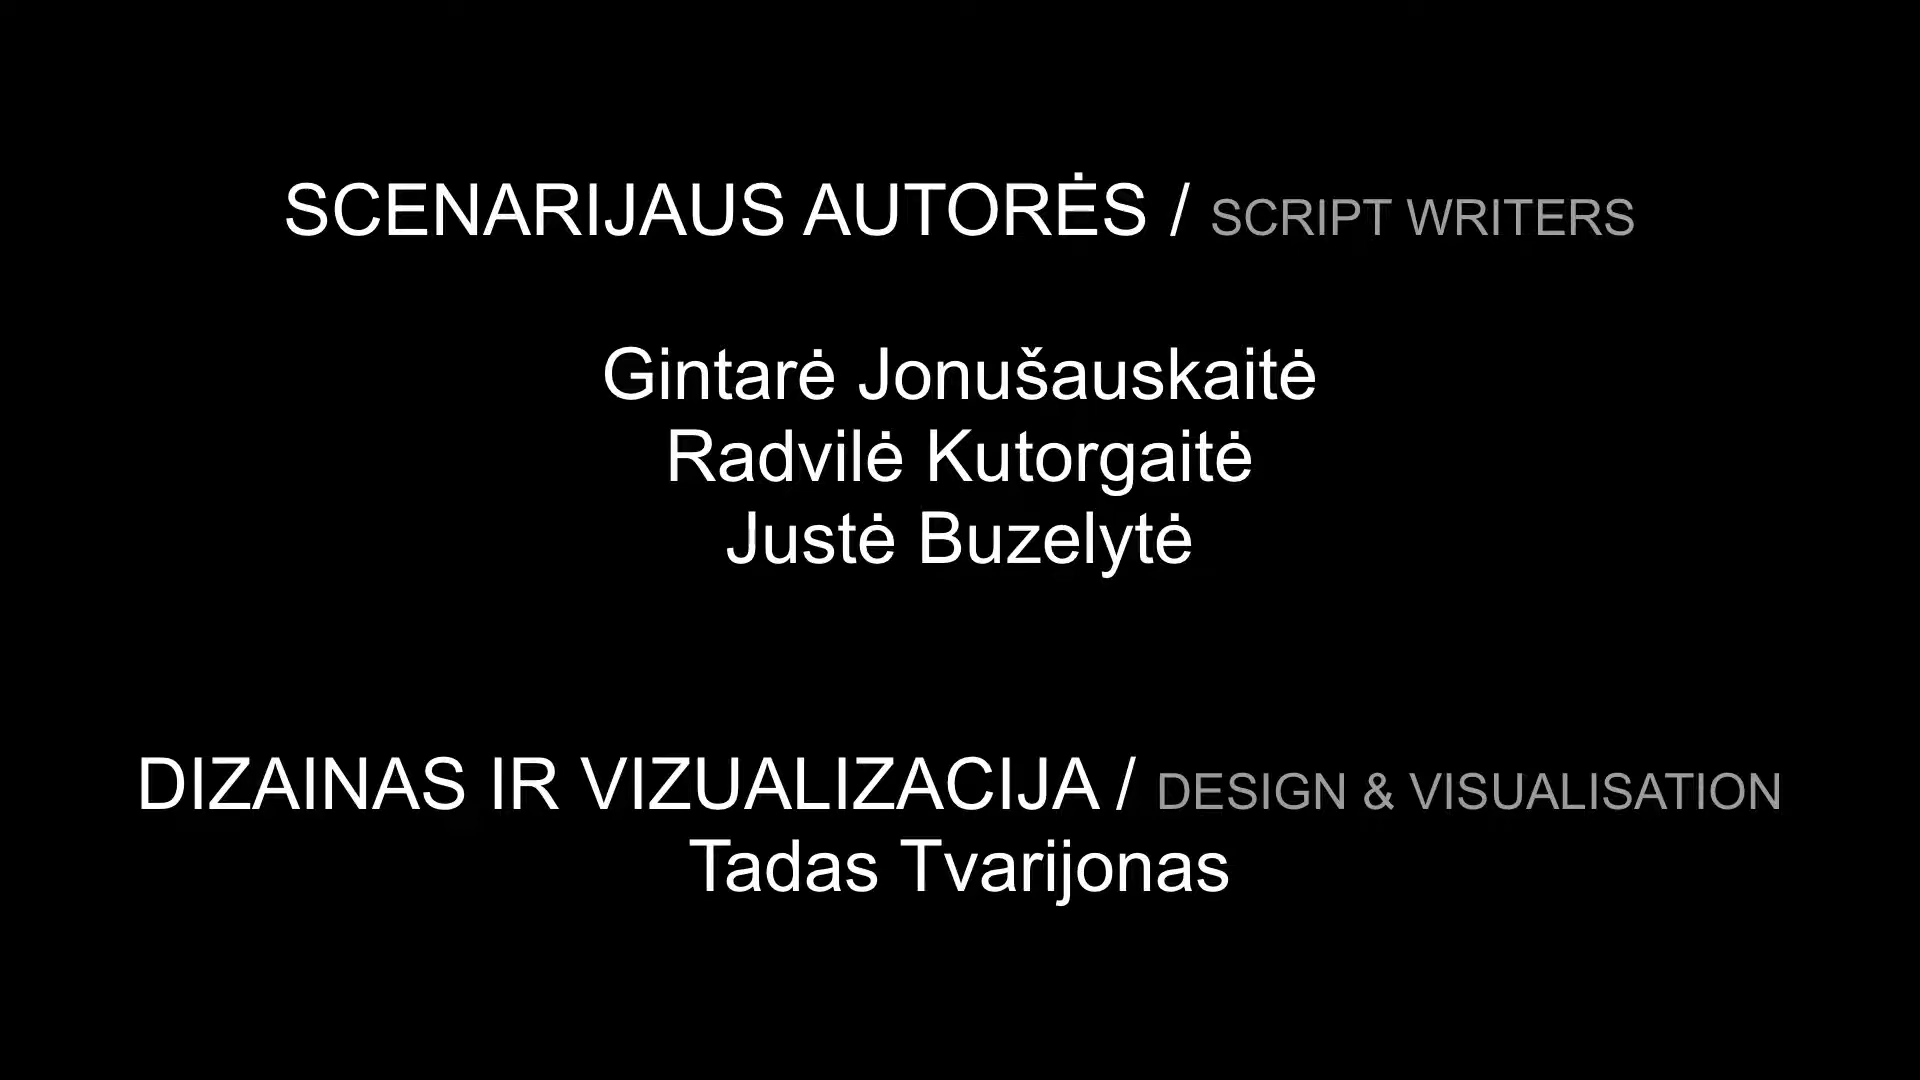 SCENARIJAUS AUTORĖS / SCRIPT WRITERS
Gintarė Jonušauskaitė
Radvilė Kutorgaitė
Justė Buzelytė
DIZAINAS IR VIZUALIZACIJA / DESIGN & VISUALISATION
Tadas Tvarijonas